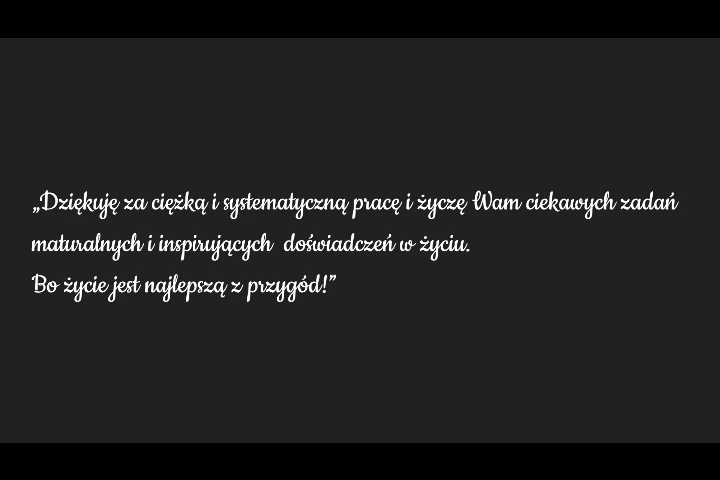 „Dziękuję za ciężką i systematyczną pracę i życzę Wam ciekawych zadań
maturalnych i inspirujących doświadczeń w życiu.
Bo życie jest najlepszą z przygód!”